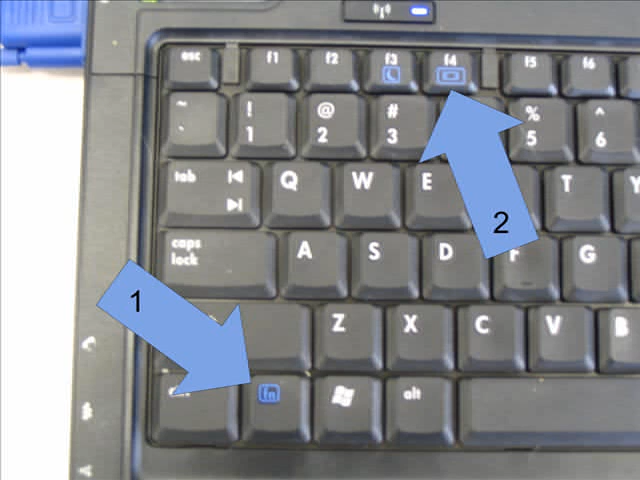 esc f1 f2 f3 f4 f5 f6
~ ! @ # % ^
` 1 2 3 5 6
tab Q W E T Y
2
caps
lock A S D F G
1
Z X C V B
fn alt